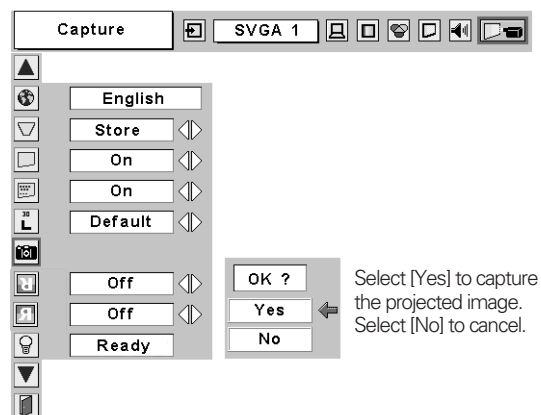 Capture
SVGA 1
English
Store
On
On
30
L
Default
Off
Off
Ready
OK ?
Yes
No
Select [Yes] to capture
the projected image.
Select [No] to cancel.